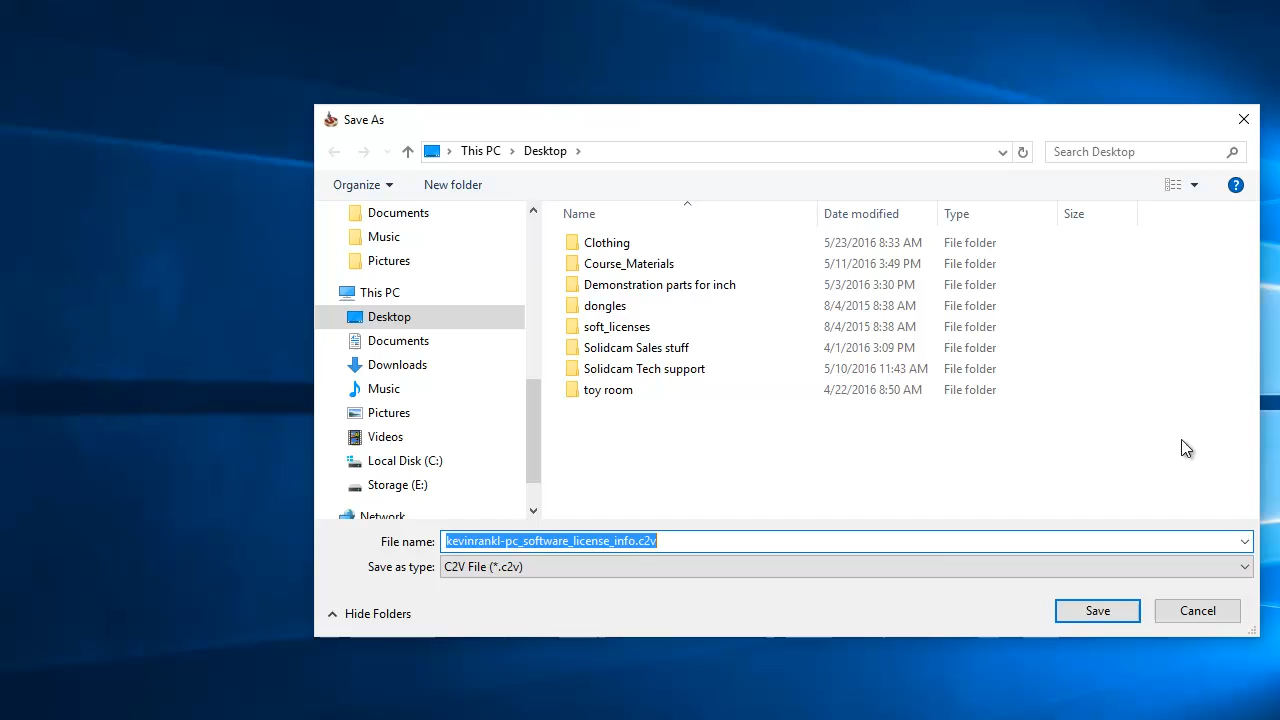 Save As
This PC > Desktop >
Search Desktop
Organize
New folder
Documents
Music
Pictures
This PC
Desktop
Documents
Downloads
Music
Pictures
Videos
Local Disk (C:)
Storage (E:)
Network
Name Date modified Type Size
Clothing 5/23/2016 8:33 AM File folder
Course_Materials 5/11/2016 3:49 PM File folder
Demonstration parts for inch 5/3/2016 3:30 PM File folder
dongles 8/4/2015 8:38 AM File folder
soft_licenses 8/4/2015 8:38 AM File folder
Solidcam Sales stuff 4/1/2016 3:09 PM File folder
Solidcam Tech support 5/10/2016 11:43 AM File folder
toy room 4/22/2016 8:50 AM File folder
File name: kevinrankl-pc_software_license_info.c2v
Save as type: C2V File (*.c2v)
Hide Folders
Save
Cancel